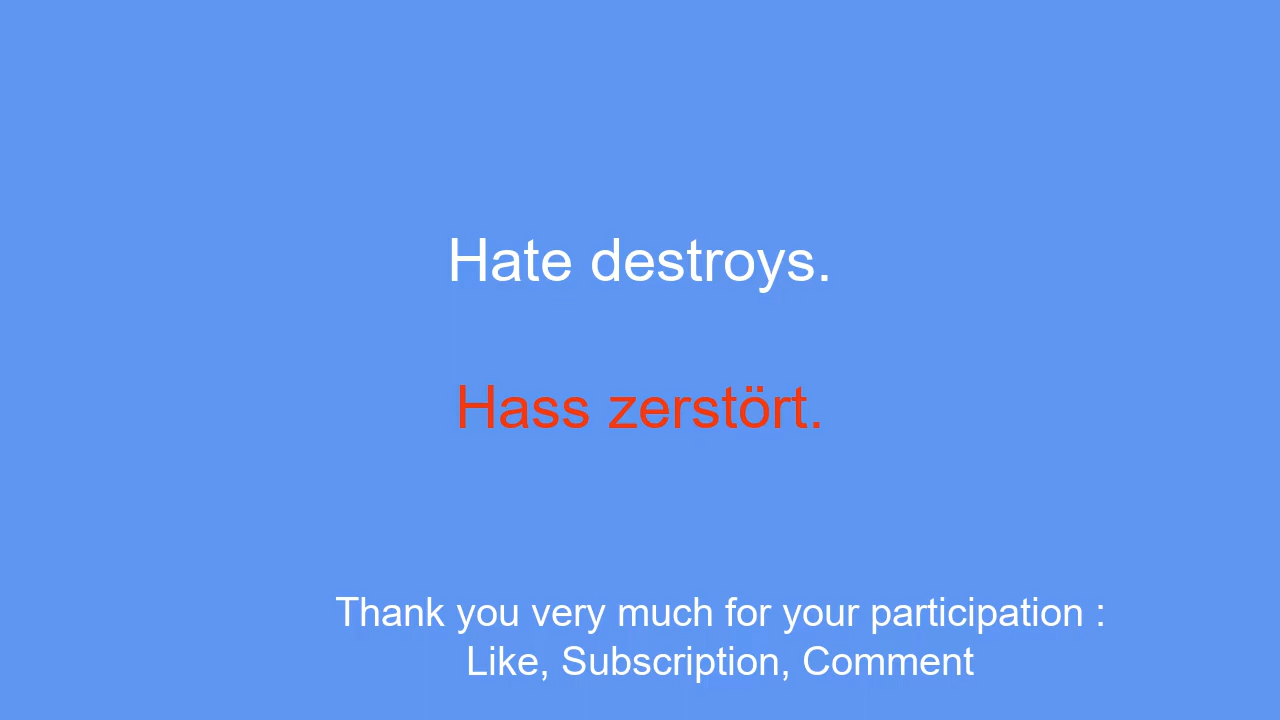 Hate destroys.
Hass zerstört.
Thank you very much for your participation :
Like, Subscription, Comment